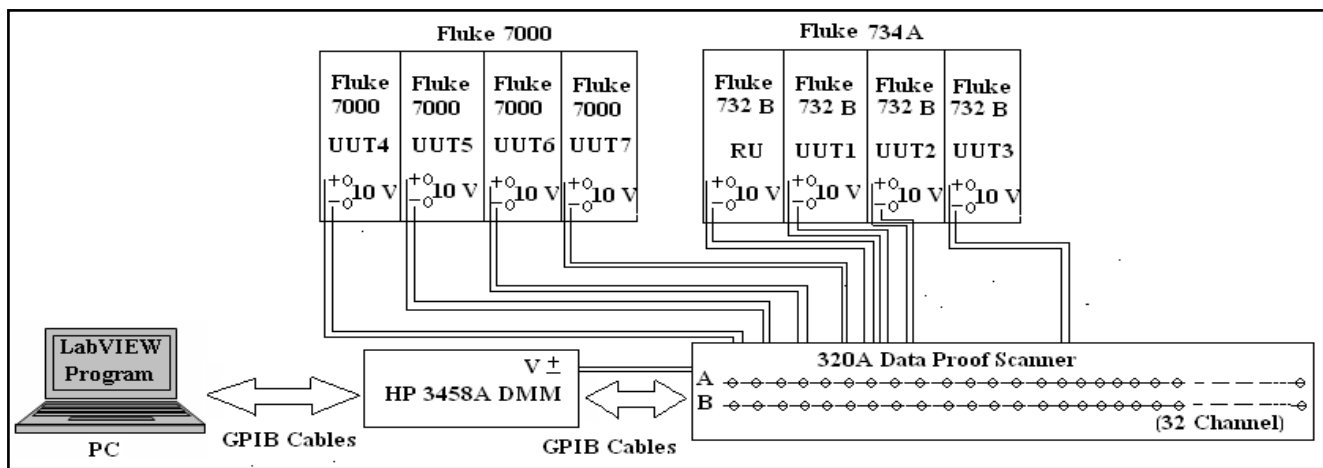 Fluke 7000
Fluke 734A
Fluke 7000 UUT4 + - 10 V
Fluke 7000 UUT5 + - 10 V
Fluke 7000 UUT6 + - 10 V
Fluke 7000 UUT7 + - 10 V
Fluke 732 B RU + - 10 V
Fluke 732 B UUT1 + - 10 V
Fluke 732 B UUT2 + - 10 V
Fluke 732 B UUT3 + - 10 V
LabVIEW
Program
PC
GPIB Cables
V ±
HP 3458A DMM
GPIB Cables
320A Data Proof Scanner
A
B
(32 Channel)